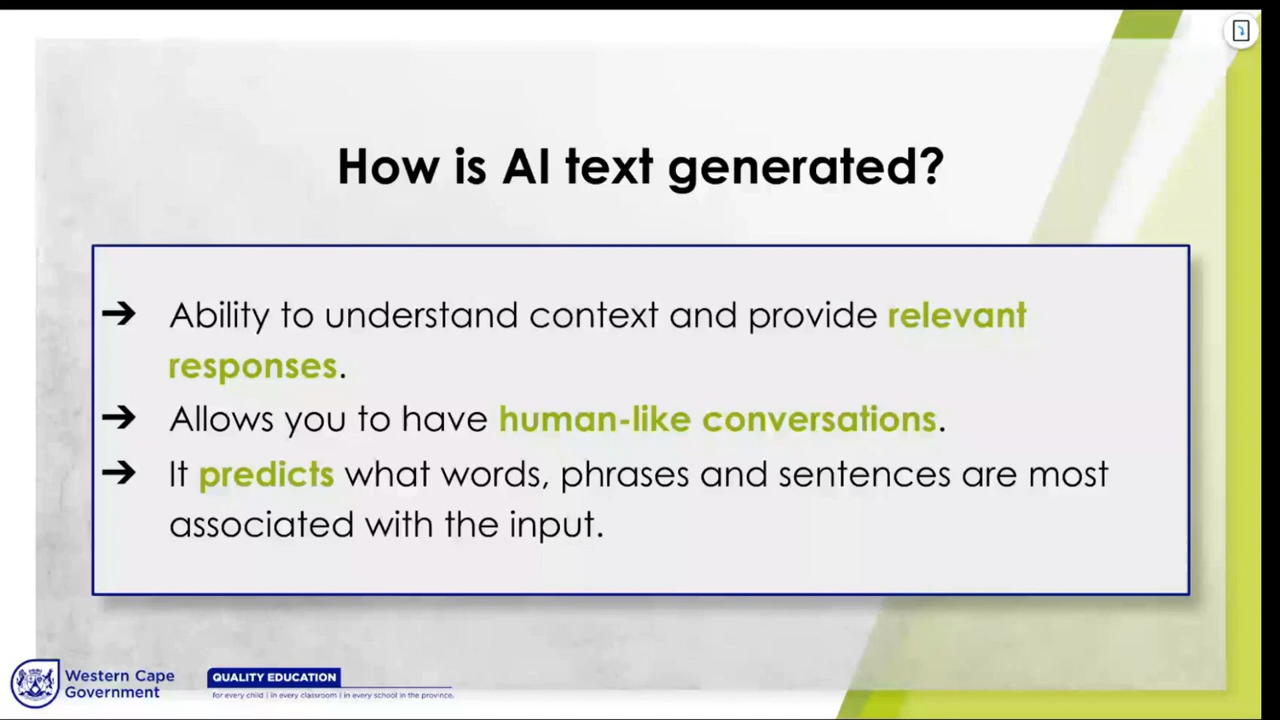 How is AI text generated?
➔ Ability to understand context and provide relevant
responses.
➔ Allows you to have human-like conversations.
➔ It predicts what words, phrases and sentences are most
associated with the input.
Western Cape
Government
QUALITY EDUCATION
for every child | in every classroom | in every school in the province.